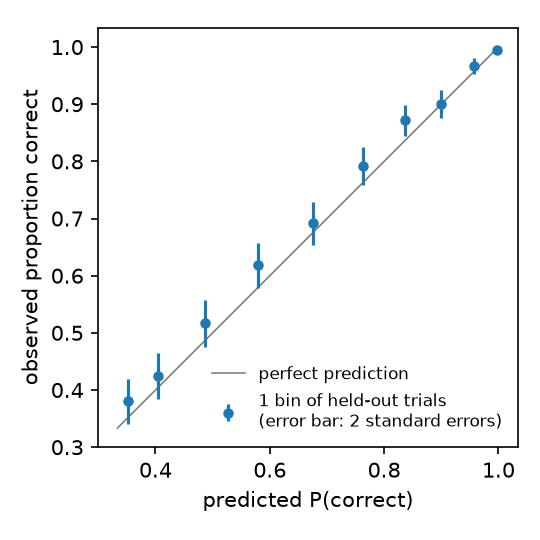 1.0
0.9
0.8
0.7
0.6
0.5
0.4
0.3
observed proportion correct
perfect prediction
1 bin of held-out trials
(error bar: 2 standard errors)
0.4 0.6 0.8 1.0
predicted P(correct)